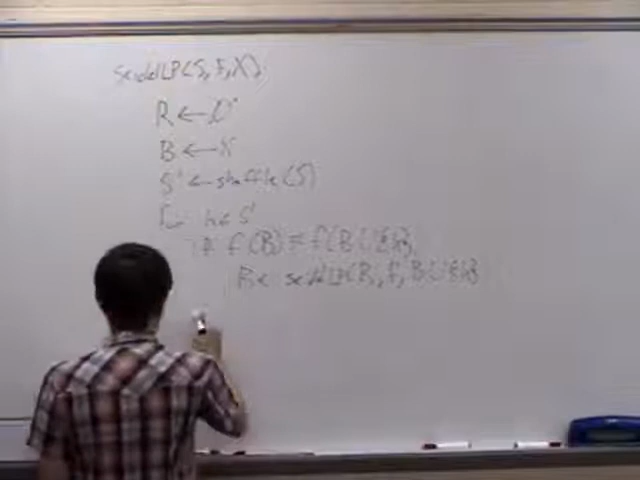 SeidelLP(S, f, X)
R ← ∅
B ← X
S' ← shuffle(S)
For h ∈ S'
if f(B) ≠ f(B ∪ {h})
B ← SeidelLP(R, f, B ∪ {h})